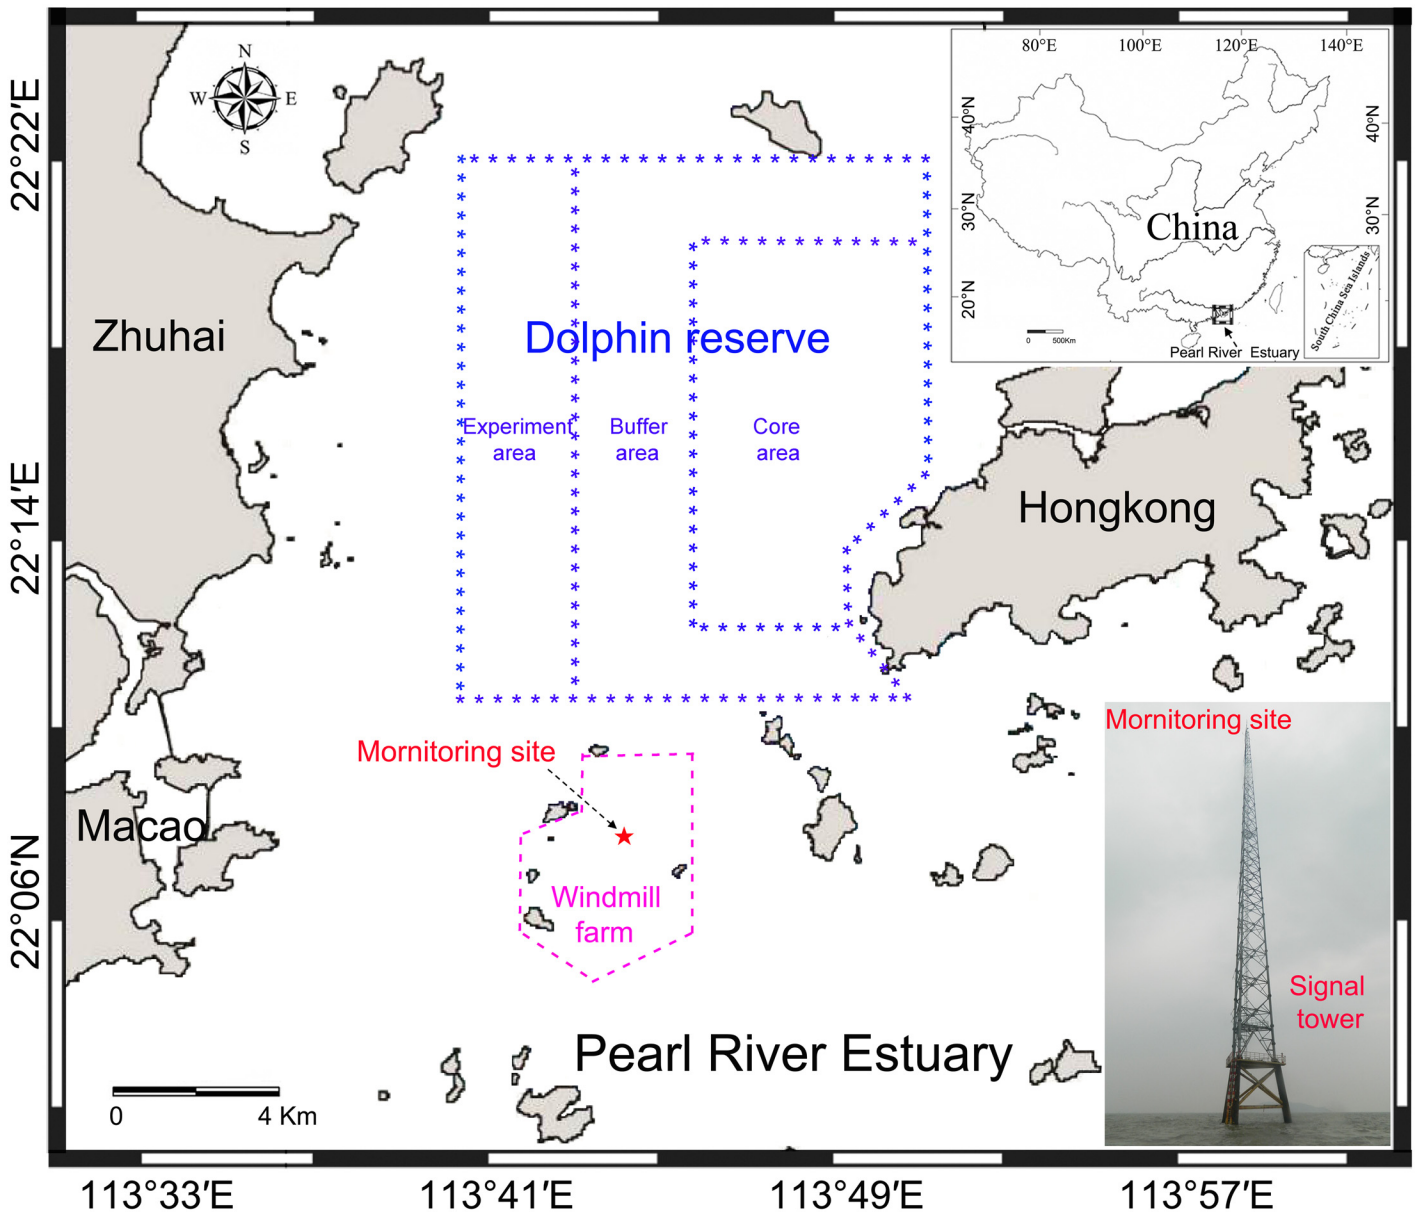 N
W E
S
22°22′E
22°14′E
22°06′N
113°33′E
113°41′E
113°49′E
113°57′E
80°E
100°E
120°E
140°E
40°N
30°N
20°N
40°N
30°N
China
South China Sea Islands
0 500Km
Pearl River Estuary
Zhuhai
Dolphin reserve
Experiment
area
Buffer
area
Core
area
Hongkong
Mornitoring site
Macao
Windmill
farm
Pearl River Estuary
0 4 Km
Mornitoring site
Signal
tower